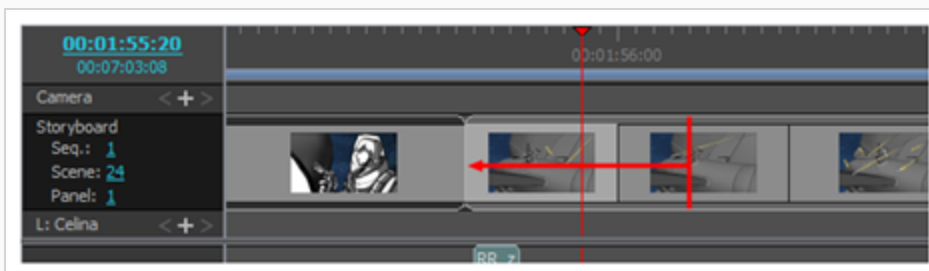 00:01:55:20
00:07:03:08
00:01:56:00
Camera < + >
Storyboard
Seq.: 1
Scene: 24
Panel: 1
L: Celina < + >
RR_z